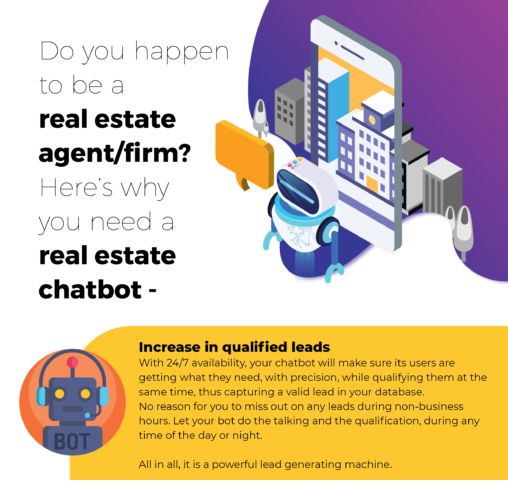 Do you happen
to be a
real estate
agent/firm?
Here's why
you need a
real estate
chatbot -
Increase in qualified leads
With 24/7 availability, your chatbot will make sure its users are
getting what they need, with precision, while qualifying them at the
same time, thus capturing a valid lead in your database.
No reason for you to miss out on any leads during non-business
hours. Let your bot do the talking and the qualification, during any
time of the day or night.
All in all, it is a powerful lead generating machine.
BOT